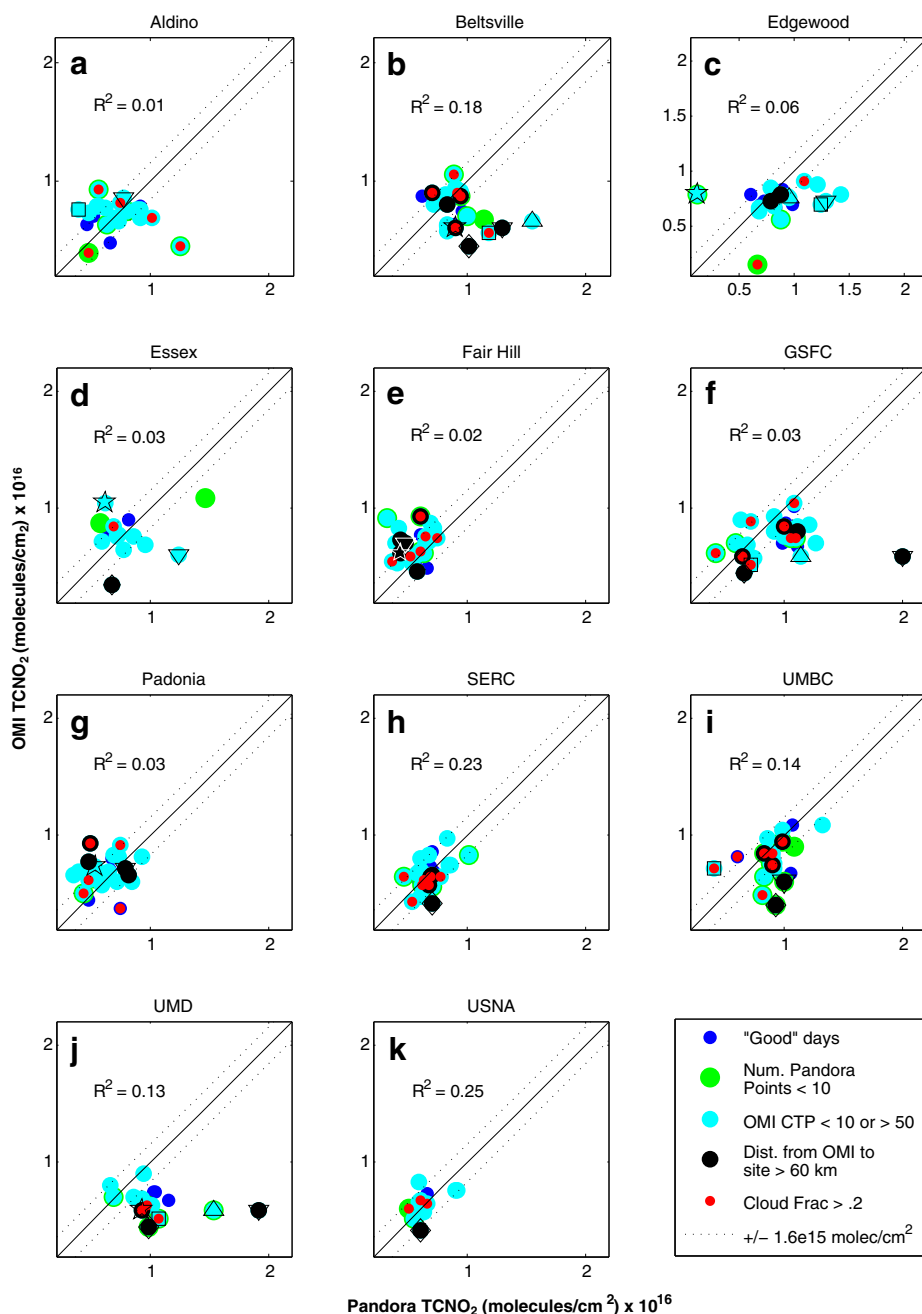 Aldino
Beltsville
Edgewood
a
b
c
R² = 0.01
R² = 0.18
R² = 0.06
2
1
1
2
2
1
1
2
2
1.5
1
0.5
0.5
1
1.5
2
Essex
Fair Hill
GSFC
d
e
f
R² = 0.03
R² = 0.02
R² = 0.03
2
1
1
2
2
1
1
2
2
1
1
2
OMI TCNO₂ (molecules/cm₂) x 10¹⁶
Padonia
SERC
UMBC
g
h
i
R² = 0.03
R² = 0.23
R² = 0.14
2
1
1
2
2
1
1
2
2
1
1
2
UMD
USNA
j
k
R² = 0.13
R² = 0.25
2
1
1
2
2
1
1
2
"Good" days
Num. Pandora
Points < 10
OMI CTP < 10 or > 50
Dist. from OMI to
site > 60 km
Cloud Frac > .2
+/− 1.6e15 molec/cm²
Pandora TCNO₂ (molecules/cm²) x 10¹⁶